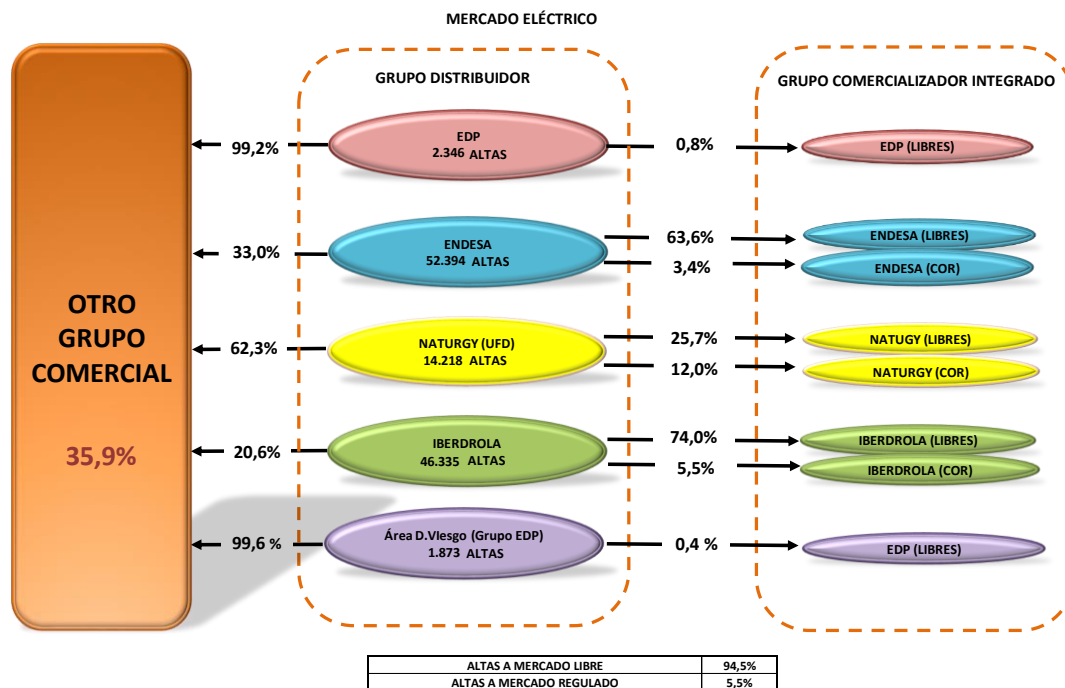 MERCADO ELÉCTRICO
GRUPO DISTRIBUIDOR
GRUPO COMERCIALIZADOR INTEGRADO
OTRO
GRUPO
COMERCIAL
35,9%
99,2%
EDP
2.346 ALTAS
0,8%
EDP (LIBRES)
33,0%
ENDESA
52.394 ALTAS
63,6%
3,4%
ENDESA (LIBRES)
ENDESA (COR)
62,3%
NATURGY (UFD)
14.218 ALTAS
25,7%
12,0%
NATUGY (LIBRES)
NATURGY (COR)
20,6%
IBERDROLA
46.335 ALTAS
74,0%
5,5%
IBERDROLA (LIBRES)
IBERDROLA (COR)
99,6 %
Área D.VIesgo (Grupo EDP)
1.873 ALTAS
0,4 %
EDP (LIBRES)
ALTAS A MERCADO LIBRE 94,5%
ALTAS A MERCADO REGULADO 5,5%